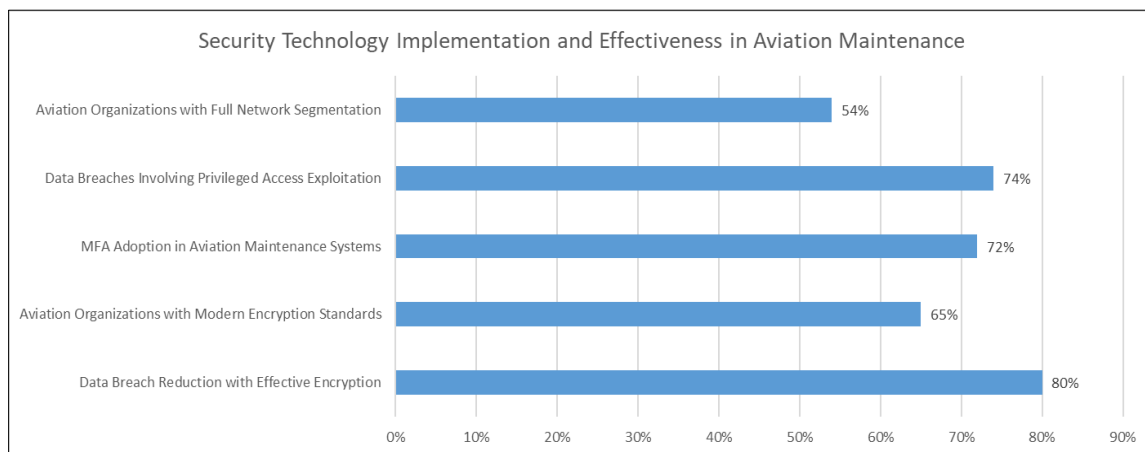 Security Technology Implementation and Effectiveness in Aviation Maintenance
Aviation Organizations with Full Network Segmentation
54%
Data Breaches Involving Privileged Access Exploitation
74%
MFA Adoption in Aviation Maintenance Systems
72%
Aviation Organizations with Modern Encryption Standards
65%
Data Breach Reduction with Effective Encryption
80%
0% 10% 20% 30% 40% 50% 60% 70% 80% 90%